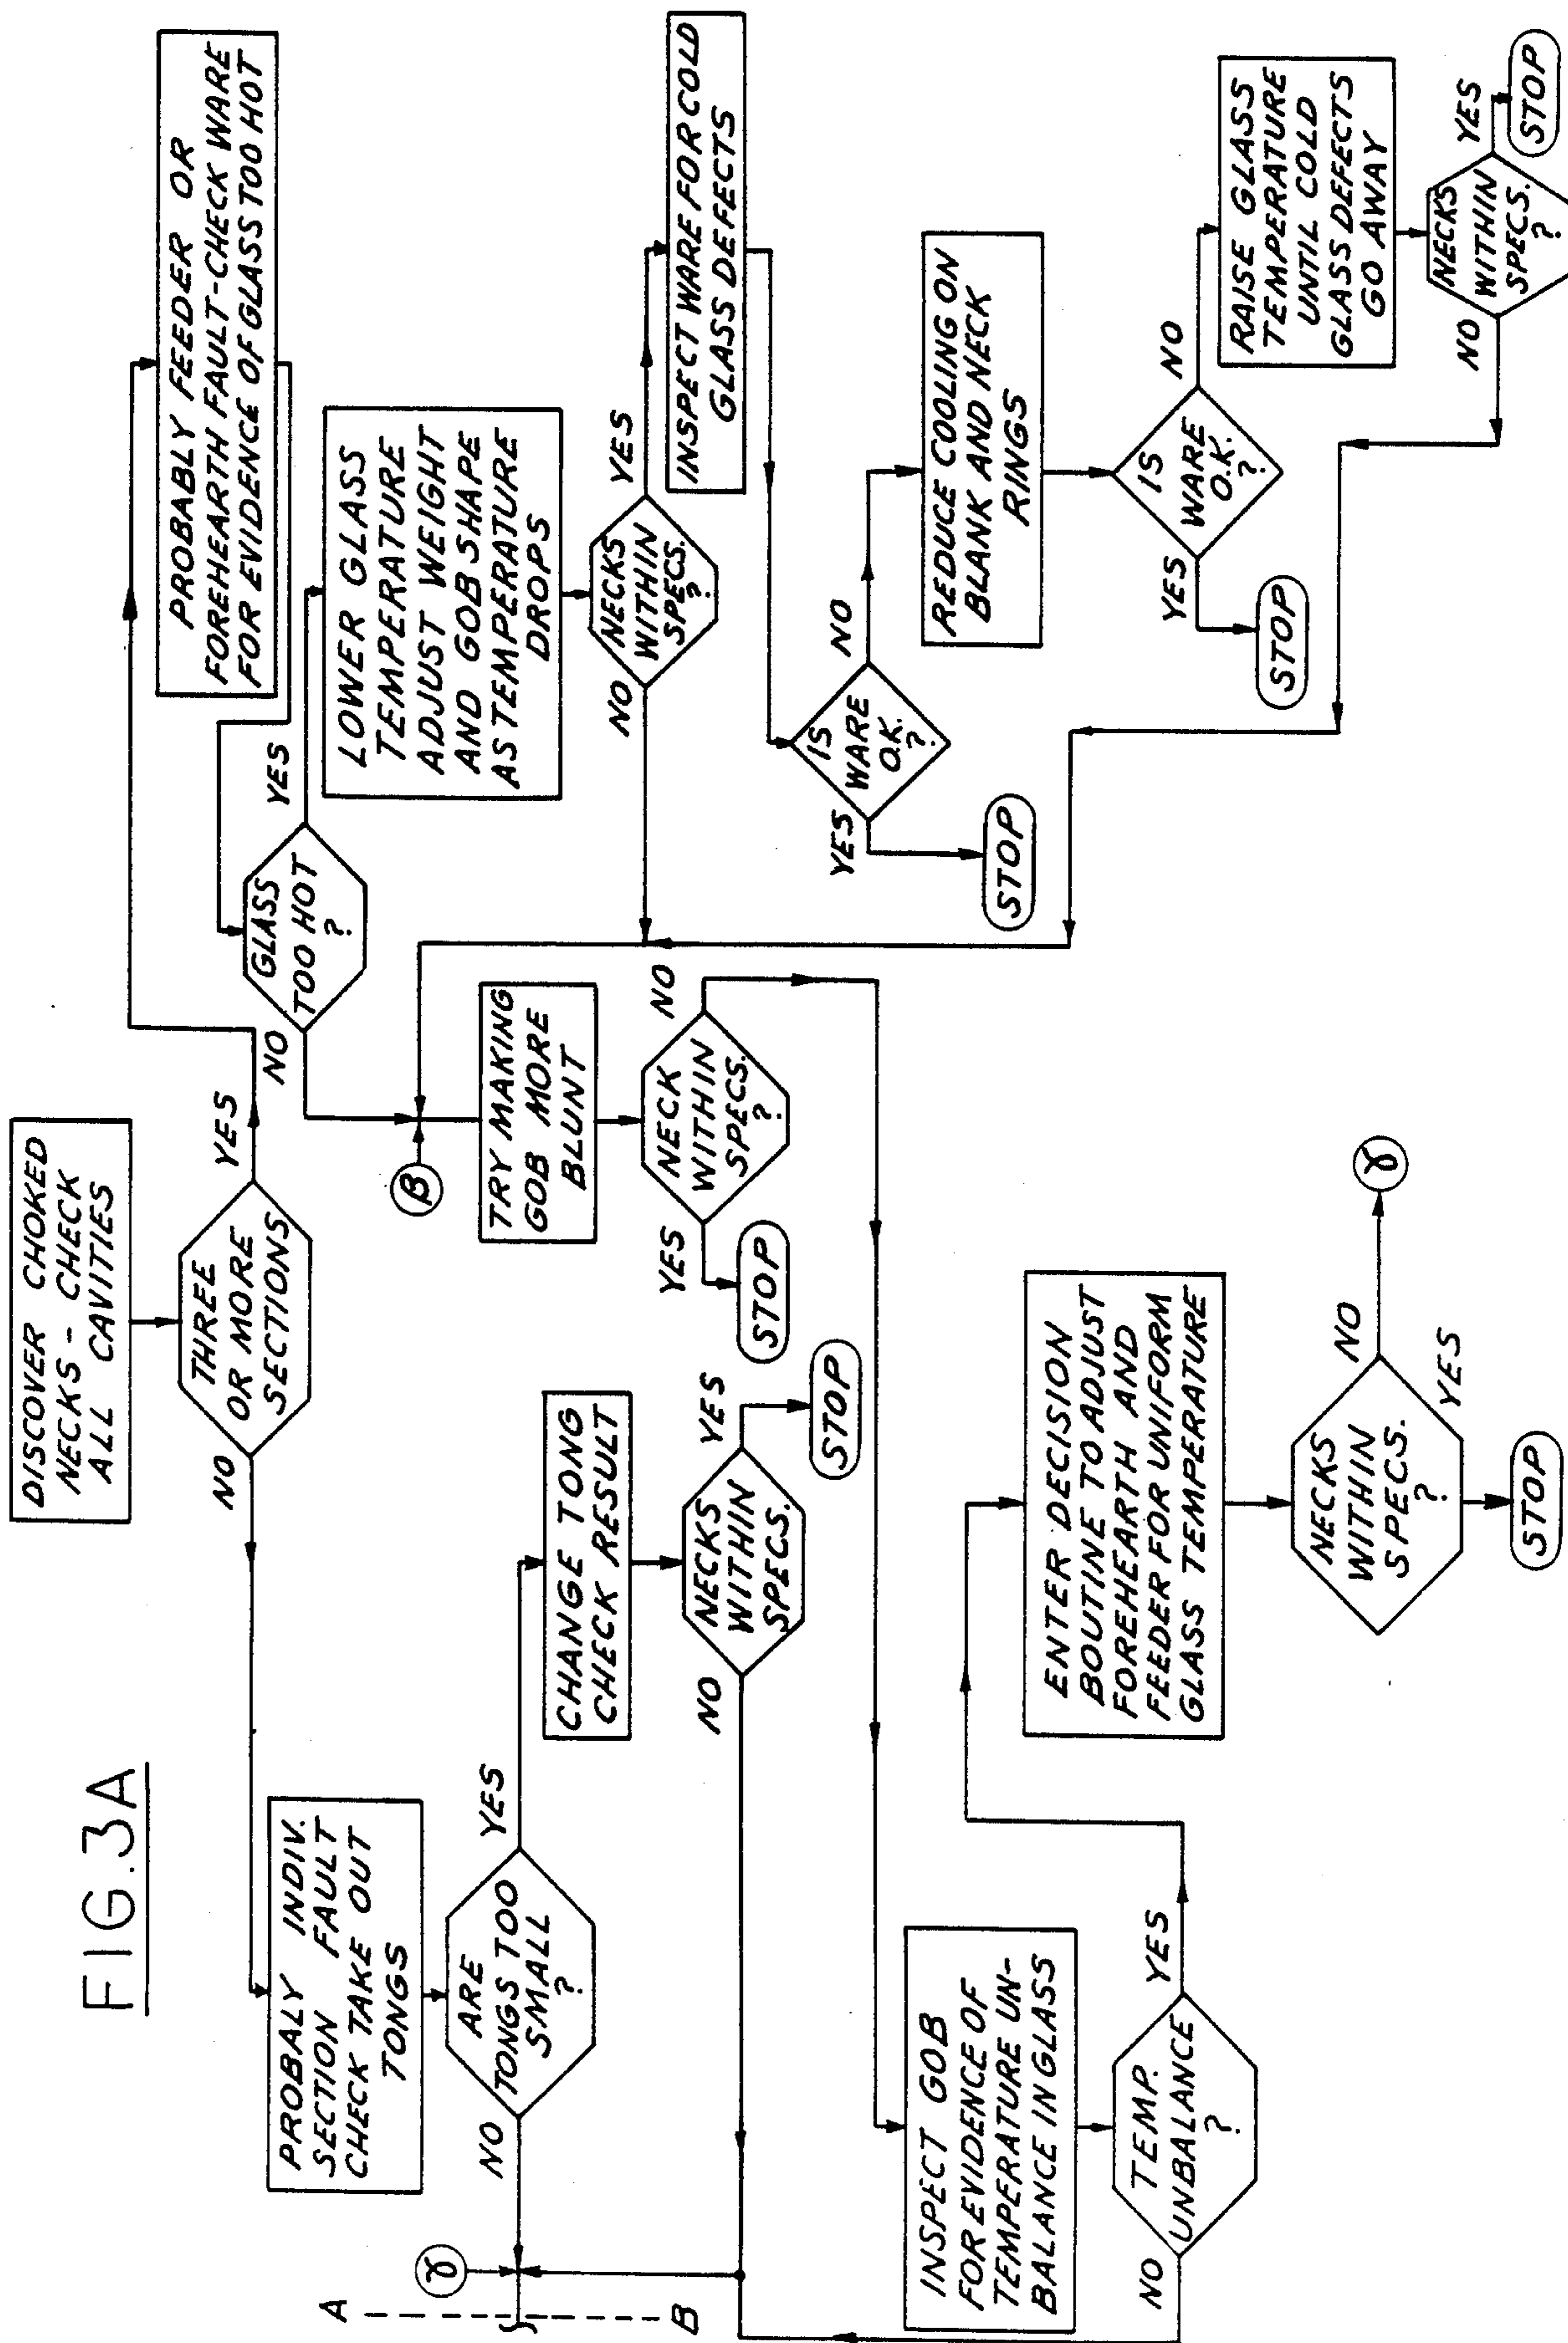 FIG.3A
DISCOVER CHOKED
NECKS - CHECK
ALL CAVITIES
THREE
OR MORE
SECTIONS
NO
YES
PROBABLY FEEDER OR
FOREHEARTH FAULT-CHECK WARE
FOR EVIDENCE OF GLASS TOO HOT
PROBALY INDIV.
SECTION FAULT
CHECK TAKE OUT
TONGS
GLASS
TOO HOT
?
NO
YES
LOWER GLASS
TEMPERATURE
ADJUST WEIGHT
AND GOB SHAPE
AS TEMPERATURE
DROPS
ARE
TONGS TOO
SMALL
?
NO
YES
A
B
γ
β
CHANGE TONG
CHECK RESULT
TRY MAKING
GOB MORE
BLUNT
NECKS
WITHIN
SPECS.
?
NO
YES
INSPECT WARE FOR COLD
GLASS DEFECTS
NECKS
WITHIN
SPECS.
NO
YES
STOP
NECK
WITHIN
SPECS.
?
YES
NO
STOP
IS
WARE
O.K.
?
YES
NO
STOP
REDUCE COOLING ON
BLANK AND NECK
RINGS
INSPECT GOB
FOR EVIDENCE OF
TEMPERATURE UN-
BALANCE IN GLASS
ENTER DECISION
BOUTINE TO ADJUST
FOREHEARTH AND
FEEDER FOR UNIFORM
GLASS TEMPERATURE
IS
WARE
O.K.
?
YES
NO
STOP
TEMP.
UNBALANCE
?
NO
YES
RAISE GLASS
TEMPERATURE
UNTIL COLD
GLASS DEFECTS
GO AWAY
NECKS
WITHIN
SPECS.
?
NO
γ
YES
STOP
NECKS
WITHIN
SPECS.
?
NO
YES
STOP